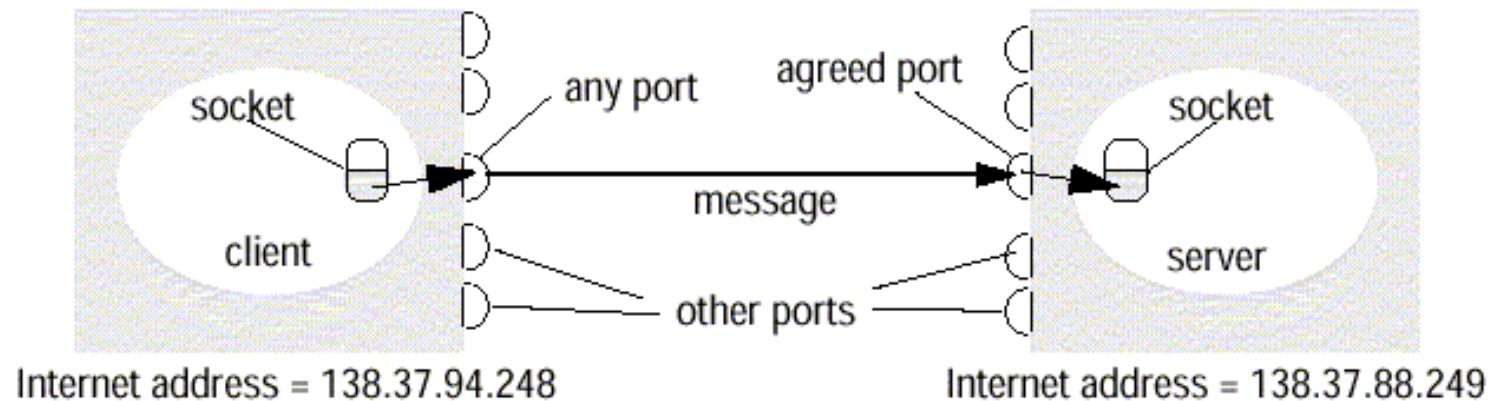 socket
any port
agreed port
socket
message
client
server
other ports
Internet address = 138.37.94.248
Internet address = 138.37.88.249